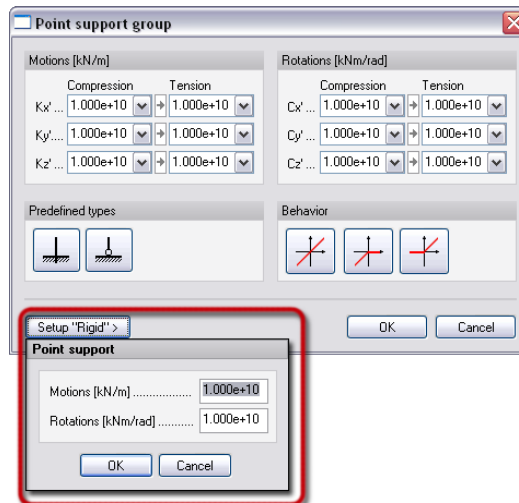 Point support group
Motions [kN/m]
Compression Tension
Kx' ... 1.000e+10 1.000e+10
Ky'.... 1.000e+10 1.000e+10
Kz' ... 1.000e+10 1.000e+10
Rotations [kNm/rad]
Compression Tension
Cx' ... 1.000e+10 1.000e+10
Cy' ... 1.000e+10 1.000e+10
Cz' ... 1.000e+10 1.000e+10
Predefined types
Behavior
Setup "Rigid" >
OK Cancel
Point support
Motions [kN/m] .................. 1.000e+10
Rotations [kNm/rad] ........... 1.000e+10
OK Cancel